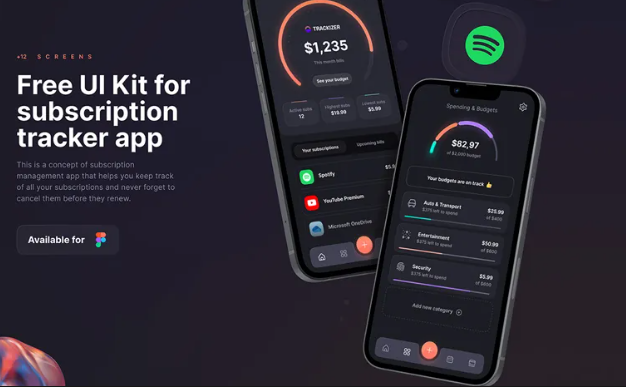 +12 SCREENS
Free UI Kit for
subscription
tracker app
This is a concept of subscription
management app that helps you keep track
of all your subscriptions and never forget to
cancel them before they renew.
Available for
TRACKIZER
$1,235
This month bills
See your budget
Active subs
12
Highest subs
$19.99
Lowest subs
$5.99
Your subscriptions
Upcoming bills
Spotify
YouTube Premium
Microsoft OneDrive
Spending & Budgets
$82,97
of $2,000 budget
Your budgets are on track 👍
Auto & Transport
$25.99
$375 left to spend
of $400
Entertainment
$50.99
$375 left to spend
of $600
Security
$5.99
$375 left to spend
of $600
Add new category